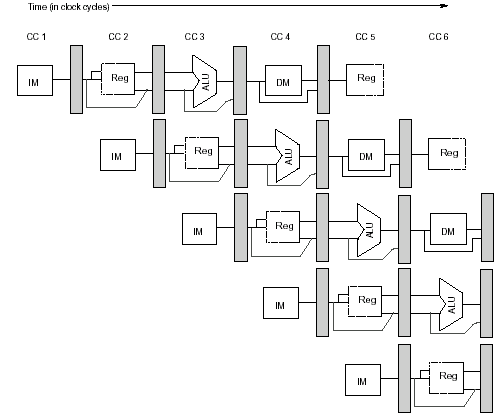 Time (in clock cycles)
CC 1 CC 2 CC 3 CC 4 CC 5 CC 6
IM Reg ALU DM Reg
IM Reg ALU DM Reg
IM Reg ALU DM
IM Reg ALU
IM Reg